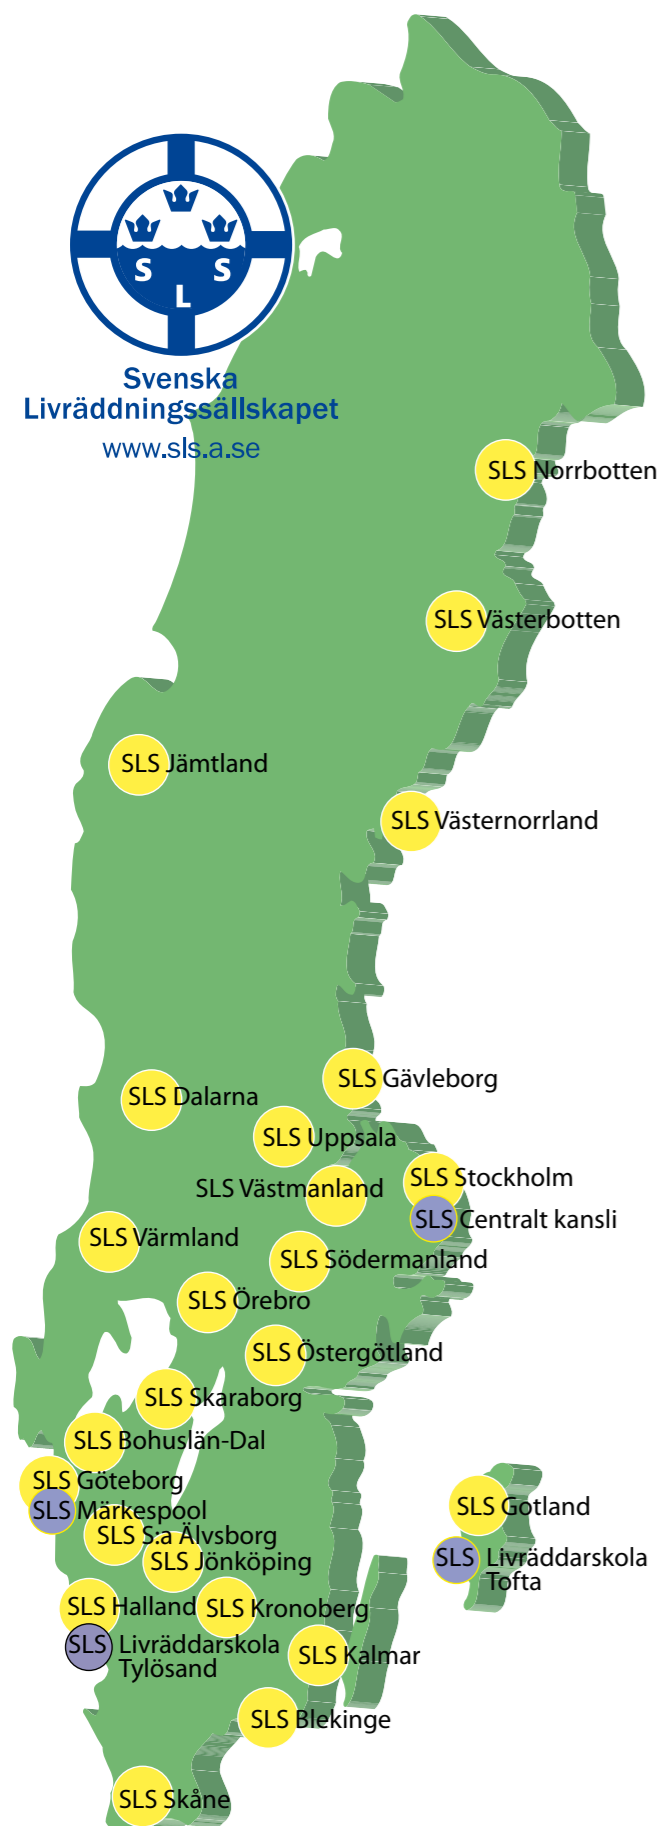 S S
L
Svenska
Livräddningssällskapet
www.sls.a.se
SLS Norrbotten
SLS Västerbotten
SLS Jämtland
SLS Västernorrland
SLS Gävleborg
SLS Dalarna
SLS Uppsala
SLS Stockholm
SLS Västmanland
SLS Centralt kansli
SLS Värmland
SLS Södermanland
SLS Örebro
SLS Östergötland
SLS Skaraborg
SLS Bohuslän-Dal
SLS Göteborg
SLS Märkespool
SLS Gotland
SLS S:a Älvsborg
SLS Jönköping
SLS Livräddarskola
Tofta
SLS Halland
SLS Kronoberg
SLS Livräddarskola
Tylösand
SLS Kalmar
SLS Blekinge
SLS Skåne